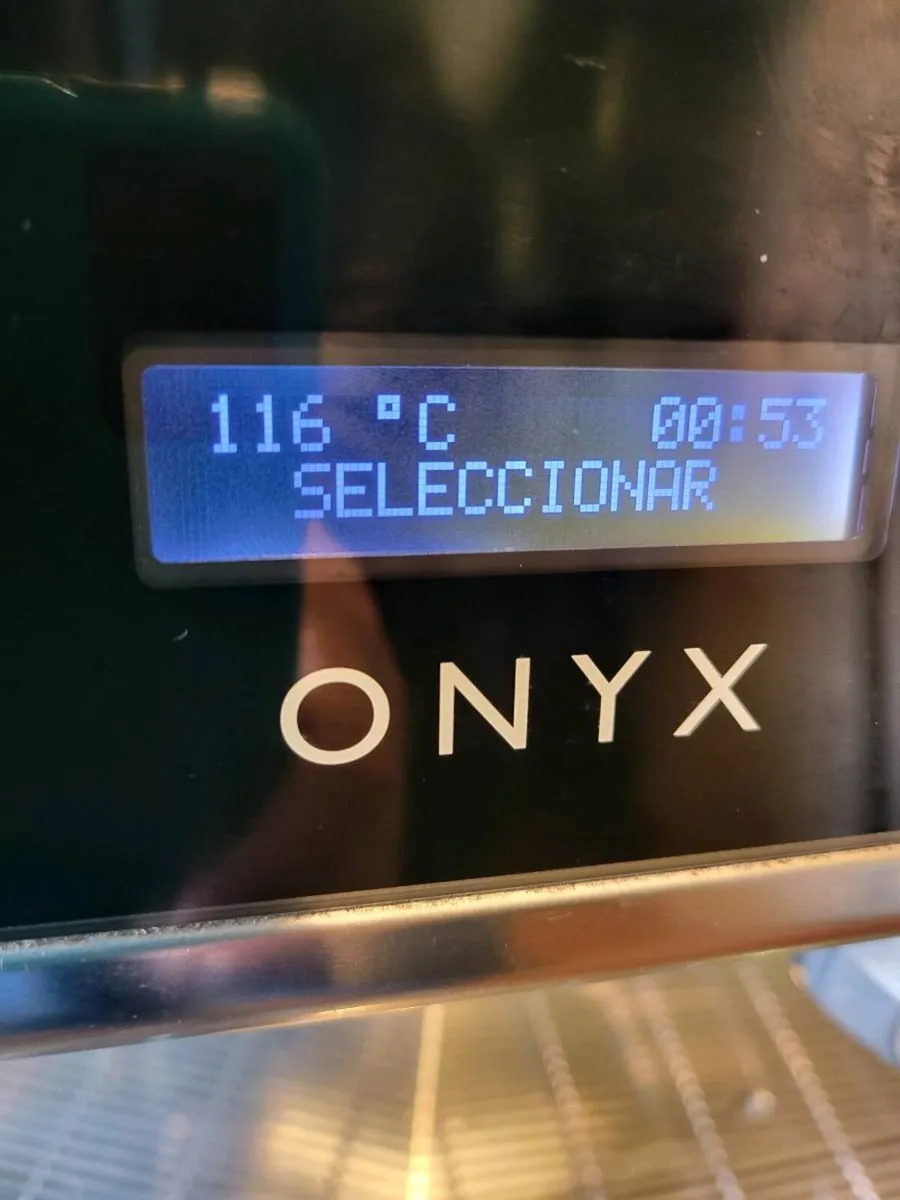 116 °C 00:53
SELECCIONAR
ONYX